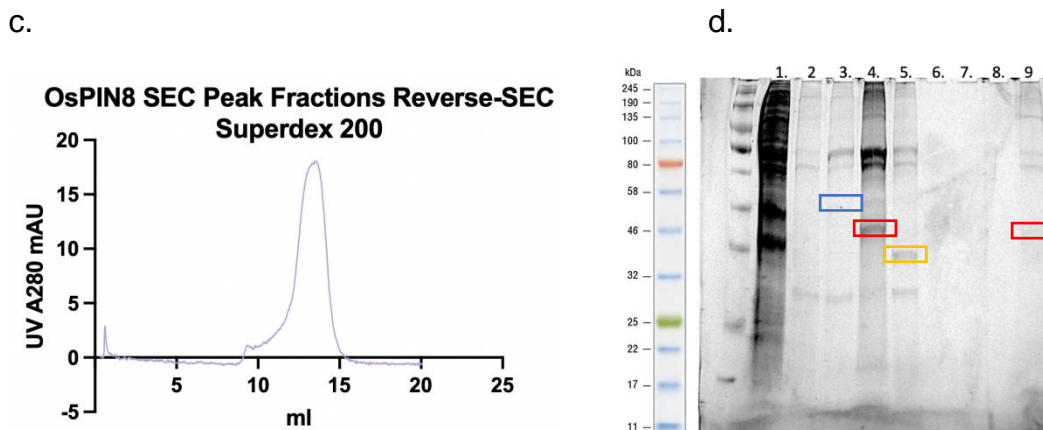 c.
d.
OsPIN8 SEC Peak Fractions Reverse-SEC
Superdex 200
UV A280 mAU
20
15
10
5
0
-5
5
10
15
20
25
ml
kDa
245
190
135
100
80
58
46
32
25
22
17
11
1. 2 3. 4. 5. 6. 7. 8. 9